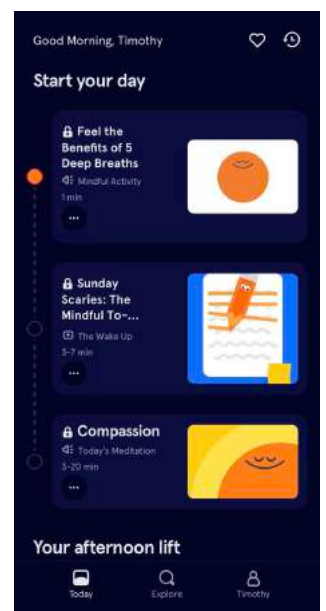 Good Morning, Timothy
Start your day
Feel the
Benefits of 5
Deep Breaths
Mindful Activity
1 min
Sunday
Scaries: The
Mindful To-...
The Wake Up
3-7 min
Compassion
Today's Meditation
3-20 min
Your afternoon lift
Today
Explore
Timothy